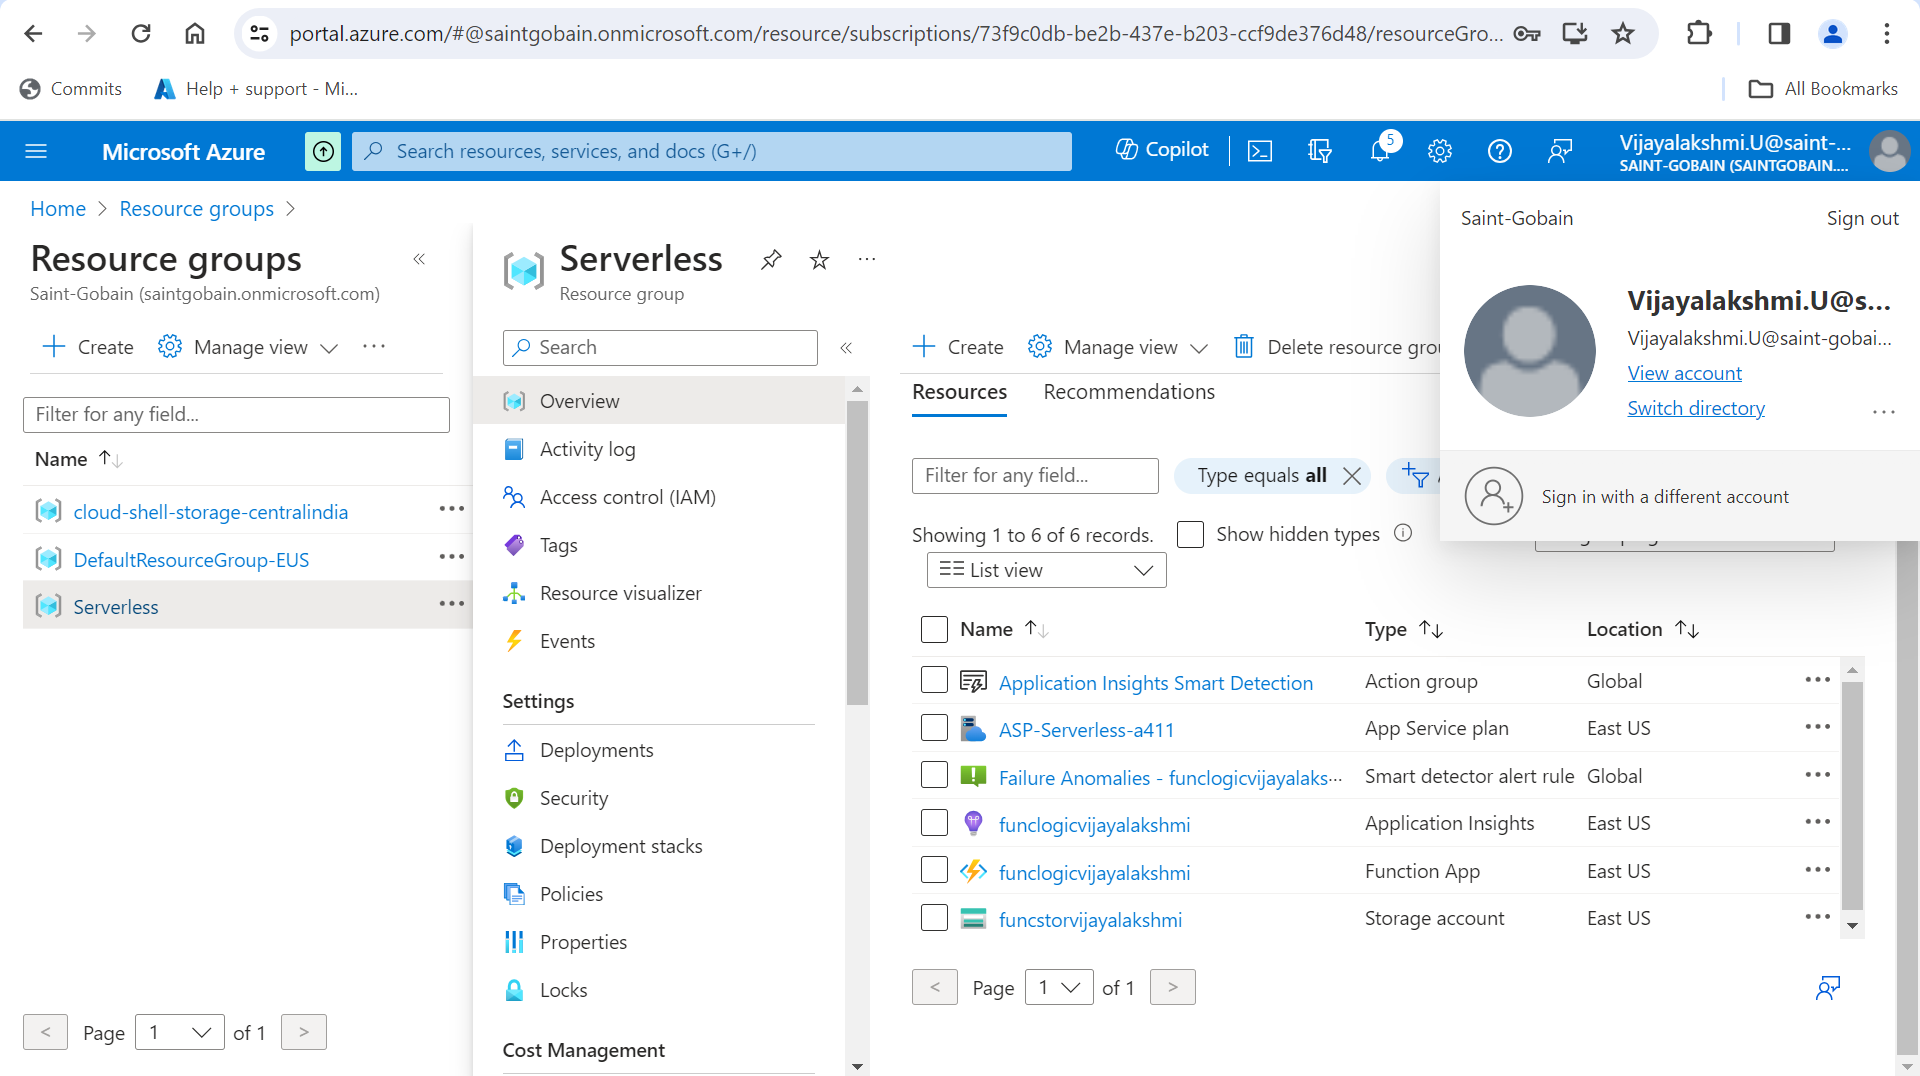 portal.azure.com/#@saintgobain.onmicrosoft.com/resource/subscriptions/73f9c0db-be2b-437e-b203-ccf9de376d48/resourceGro...
Commits
Help + support - Mi...
All Bookmarks
Microsoft Azure
Search resources, services, and docs (G+/)
Copilot
5
Vijayalakshmi.U@saint-...
SAINT-GOBAIN (SAINTGOBAIN....
Home > Resource groups >
Resource groups
Saint-Gobain (saintgobain.onmicrosoft.com)
Create
Manage view
Filter for any field...
Name
cloud-shell-storage-centralindia
DefaultResourceGroup-EUS
Serverless
< Page 1 of 1 >
Serverless
Resource group
Search
Overview
Activity log
Access control (IAM)
Tags
Resource visualizer
Events
Settings
Deployments
Security
Deployment stacks
Policies
Properties
Locks
Cost Management
Create
Manage view
Delete resource grou
Resources
Recommendations
Filter for any field...
Type equals all
Showing 1 to 6 of 6 records.
Show hidden types
List view
Name Type Location
Application Insights Smart Detection Action group Global
ASP-Serverless-a411 App Service plan East US
Failure Anomalies - funclogicvijayalaks... Smart detector alert rule Global
funclogicvijayalakshmi Application Insights East US
funclogicvijayalakshmi Function App East US
funcstorvijayalakshmi Storage account East US
< Page 1 of 1 >
Saint-Gobain
Sign out
Vijayalakshmi.U@s...
Vijayalakshmi.U@saint-gobai...
View account
Switch directory
Sign in with a different account